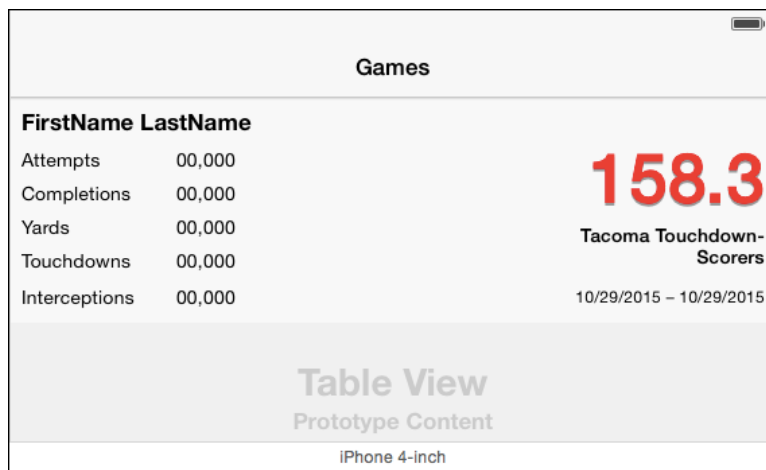 Games
FirstName LastName
Attempts 00,000
158.3
Completions 00,000
Yards 00,000
Tacoma Touchdown-
Scorers
Touchdowns 00,000
Interceptions 00,000
10/29/2015 – 10/29/2015
Table View
Prototype Content
iPhone 4-inch